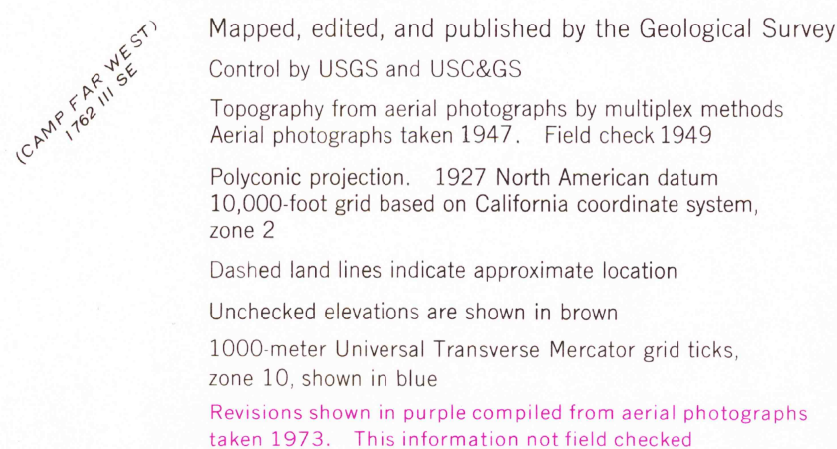 (CAMP FAR WEST)
1762 III SE
Mapped, edited, and published by the Geological Survey
Control by USGS and USC&GS
Topography from aerial photographs by multiplex methods
Aerial photographs taken 1947. Field check 1949
Polyconic projection. 1927 North American datum
10,000-foot grid based on California coordinate system,
zone 2
Dashed land lines indicate approximate location
Unchecked elevations are shown in brown
1000-meter Universal Transverse Mercator grid ticks,
zone 10, shown in blue
Revisions shown in purple compiled from aerial photographs
taken 1973. This information not field checked